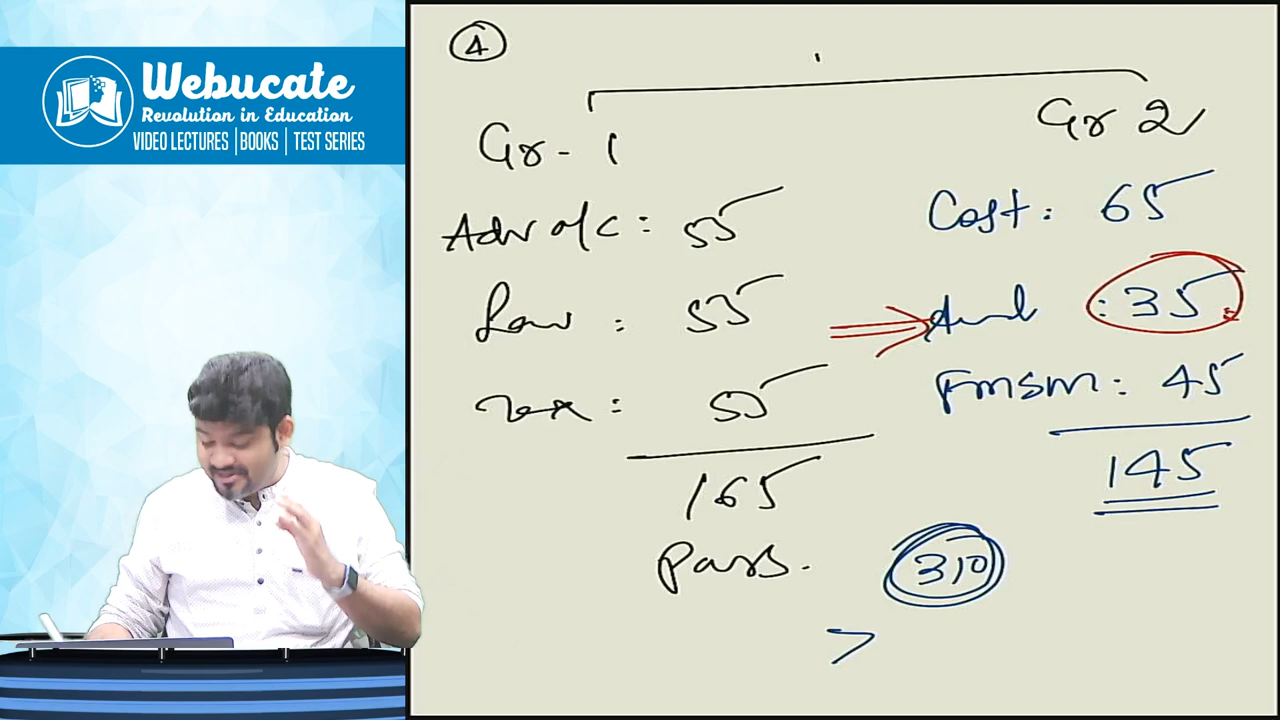 Webucate
Revolution in Education
VIDEO LECTURES | BOOKS | TEST SERIES
4
Gr - 1
Adv a/c : 55
Law : 55
Tax : 55
165
Pass.
Gr 2
Cost : 65
Aud : 35
FMSM : 45
145
310
>